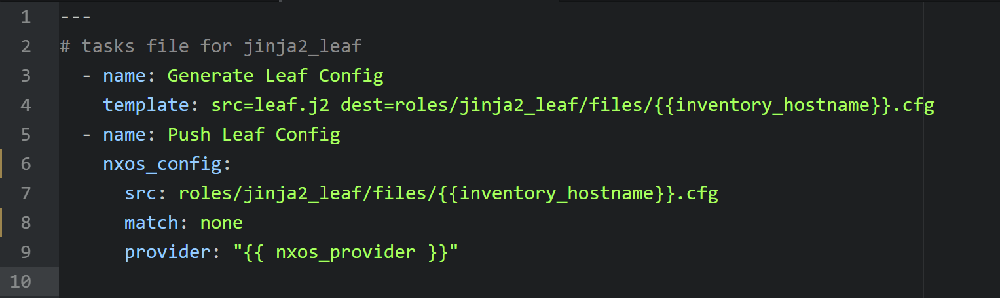 1 ---
2 # tasks file for jinja2_leaf
3   - name: Generate Leaf Config
4     template: src=leaf.j2 dest=roles/jinja2_leaf/files/{{inventory_hostname}}.cfg
5   - name: Push Leaf Config
6     nxos_config:
7       src: roles/jinja2_leaf/files/{{inventory_hostname}}.cfg
8       match: none
9       provider: "{{ nxos_provider }}"
10